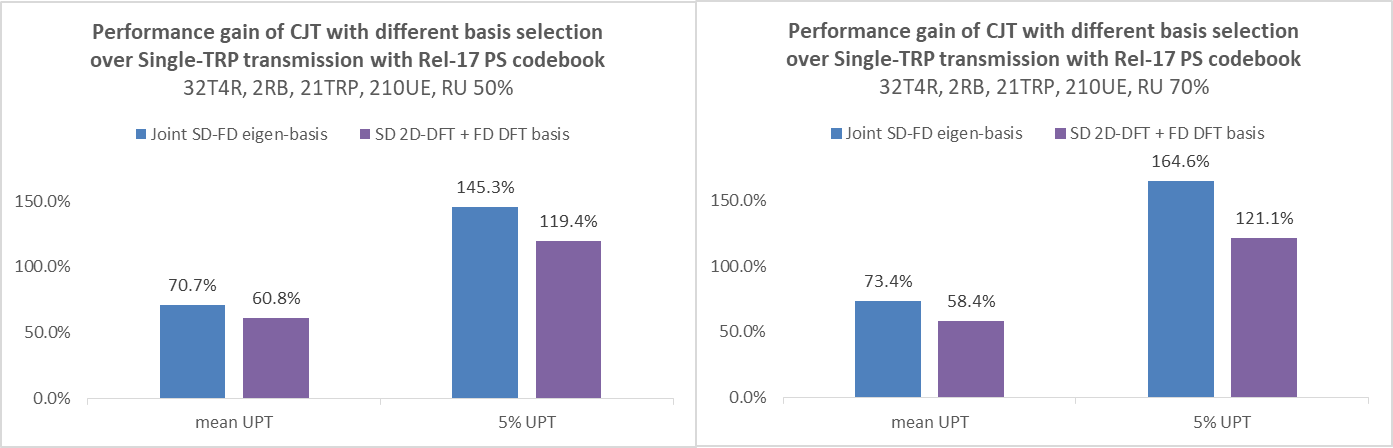 Performance gain of CJT with different basis selection
over Single-TRP transmission with Rel-17 PS codebook
32T4R, 2RB, 21TRP, 210UE, RU 50%
Joint SD-FD eigen-basis
SD 2D-DFT + FD DFT basis
150.0%
100.0%
50.0%
0.0%
70.7%
60.8%
145.3%
119.4%
mean UPT
5% UPT
Performance gain of CJT with different basis selection
over Single-TRP transmission with Rel-17 PS codebook
32T4R, 2RB, 21TRP, 210UE, RU 70%
Joint SD-FD eigen-basis
SD 2D-DFT + FD DFT basis
150.0%
100.0%
50.0%
0.0%
73.4%
58.4%
164.6%
121.1%
mean UPT
5% UPT